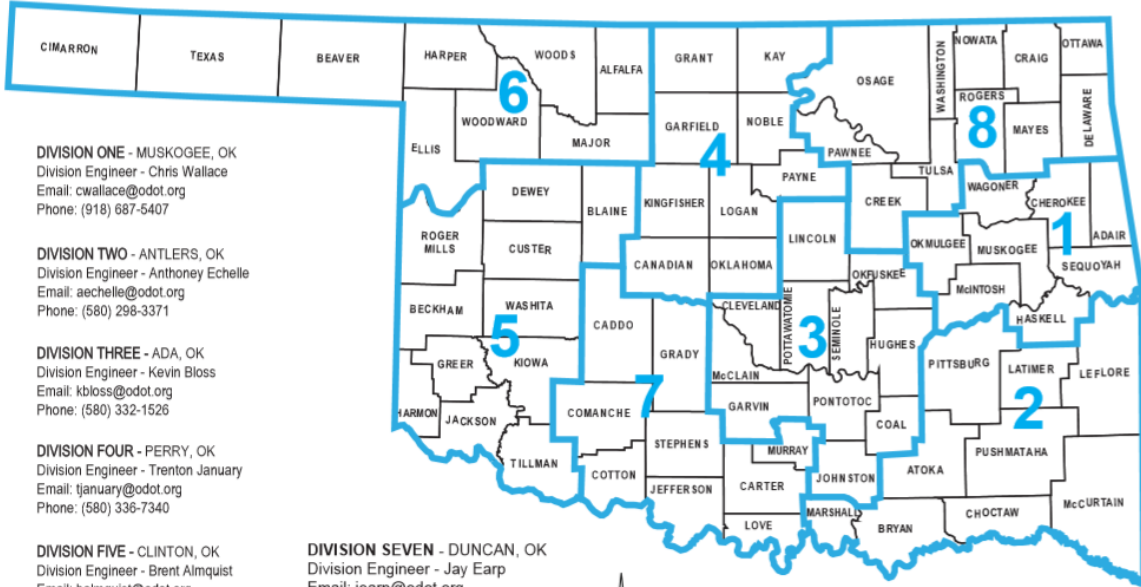 CIMARRON
TEXAS
BEAVER
HARPER
WOODS
ALFALFA
GRANT
KAY
OSAGE
WASHINGTON
NOWATA
CRAIG
OTTAWA
6
WOODWARD
ELLIS
MAJOR
GARFIELD
NOBLE
4
PAWNEE
PAYNE
ROGERS
8
MAYES
DELAWARE
TULSA
DEWEY
BLAINE
KINGFISHER
LOGAN
CREEK
WAGONER
CHEROKEE
1
ADAIR
ROGER
MILLS
CUSTER
CANADIAN
OKLAHOMA
LINCOLN
OKMULGEE
MUSKOGEE
SEQUOYAH
OKFUSKEE
McINTOSH
BECKHAM
WASHITA
5
CADDO
CLEVELAND
POTTAWATOMIE
3
SEMINOLE
HUGHES
HASKELL
GREER
KIOWA
GRADY
McCLAIN
PITTSBURG
LATIMER
LEFLORE
HARMON
JACKSON
COMANCHE
7
GARVIN
PONTOTOC
COAL
2
PUSHMATAHA
TILLMAN
STEPHENS
MURRAY
COTTON
JEFFERSON
CARTER
JOHNSTON
ATOKA
McCURTAIN
LOVE
MARSHALL
BRYAN
CHOCTAW
DIVISION ONE - MUSKOGEE, OK
Division Engineer - Chris Wallace
Email: cwallace@odot.org
Phone: (918) 687-5407
DIVISION TWO - ANTLERS, OK
Division Engineer - Anthoney Echelle
Email: aechelle@odot.org
Phone: (580) 298-3371
DIVISION THREE - ADA, OK
Division Engineer - Kevin Bloss
Email: kbloss@odot.org
Phone: (580) 332-1526
DIVISION FOUR - PERRY, OK
Division Engineer - Trenton January
Email: tjanuary@odot.org
Phone: (580) 336-7340
DIVISION FIVE - CLINTON, OK
Division Engineer - Brent Almquist
Email: balmquist@odot.org
DIVISION SEVEN - DUNCAN, OK
Division Engineer - Jay Earp
Email: jearp@odot.org